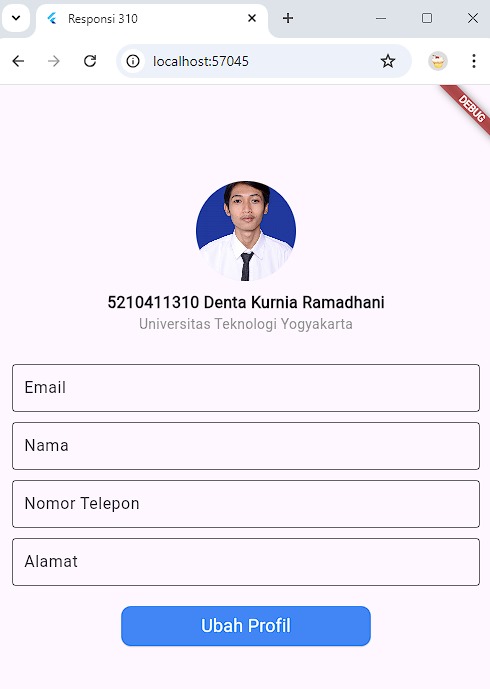 Responsi 310
localhost:57045
DEBUG
5210411310 Denta Kurnia Ramadhani
Universitas Teknologi Yogyakarta
Email
Nama
Nomor Telepon
Alamat
Ubah Profil